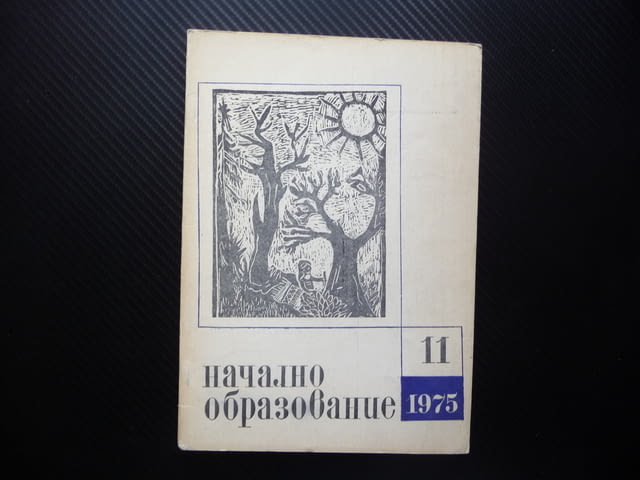 11
начално
образование
1975